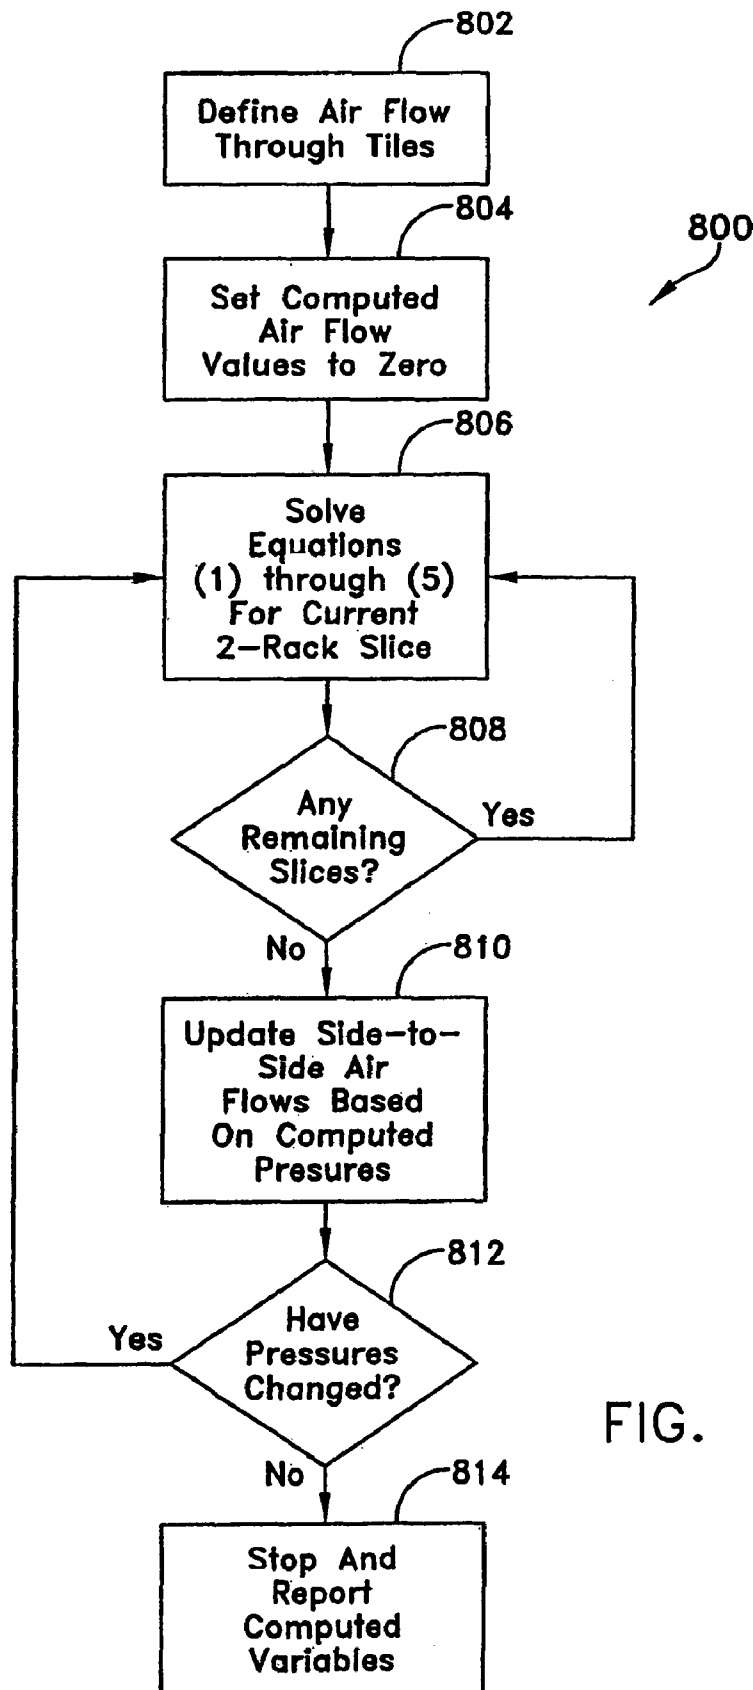 802
Define Air Flow
Through Tiles
804
800
Set Computed
Air Flow
Values to Zero
806
Solve
Equations
(1) through (5)
For Current
2-Rack Slice
808
Any
Remaining
Slices?
Yes
No
810
Update Side-to-
Side Air
Flows Based
On Computed
Presures
812
Have
Pressures
Changed?
Yes
FIG.
No
814
Stop And
Report
Computed
Variables